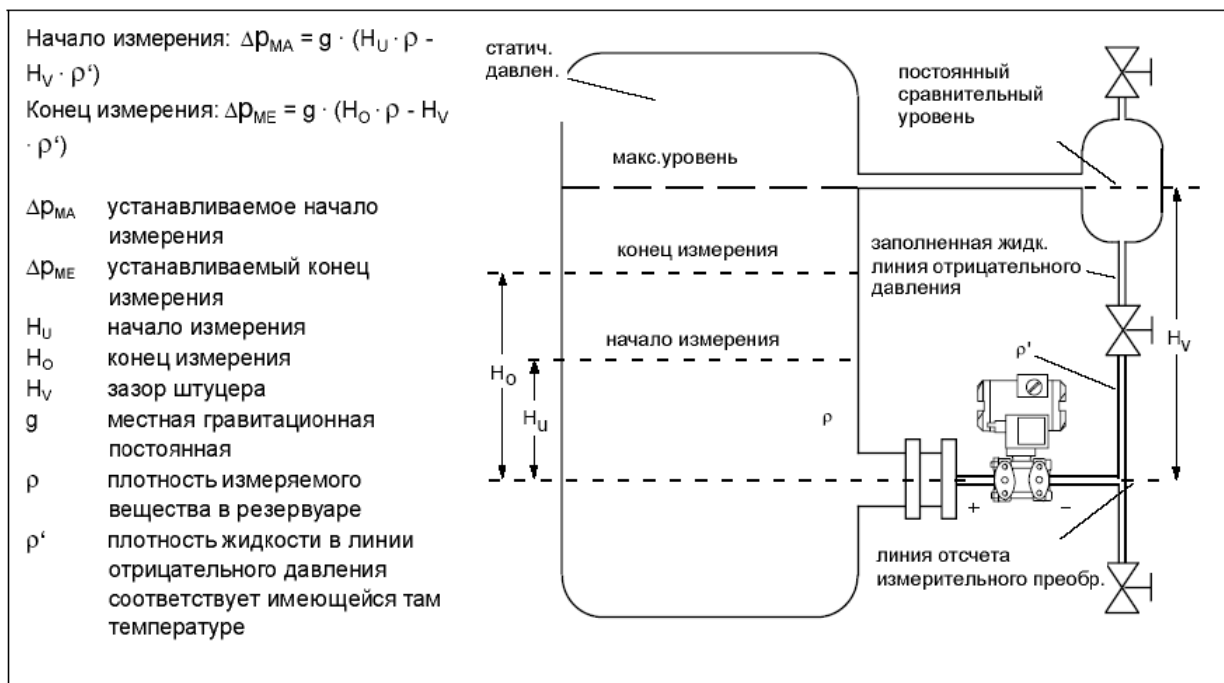 Начало измерения: Δp_MA = g · (H_U · ρ -
H_V · ρ‘)
Конец измерения: Δp_ME = g · (H_O · ρ - H_V
· ρ‘)
Δp_MA устанавливаемое начало
измерения
Δp_ME устанавливаемый конец
измерения
H_U начало измерения
H_O конец измерения
H_V зазор штуцера
g местная гравитационная
постоянная
ρ плотность измеряемого
вещества в резервуаре
ρ‘ плотность жидкости в линии
отрицательного давления
соответствует имеющейся там
температуре
статич.
давлен.
постоянный
сравнительный
уровень
макс.уровень
заполненная жидк.
линия отрицательного
давления
конец измерения
начало измерения
H_O
H_u
H_v
ρ'
ρ
+
–
линия отсчета
измерительного преобр.